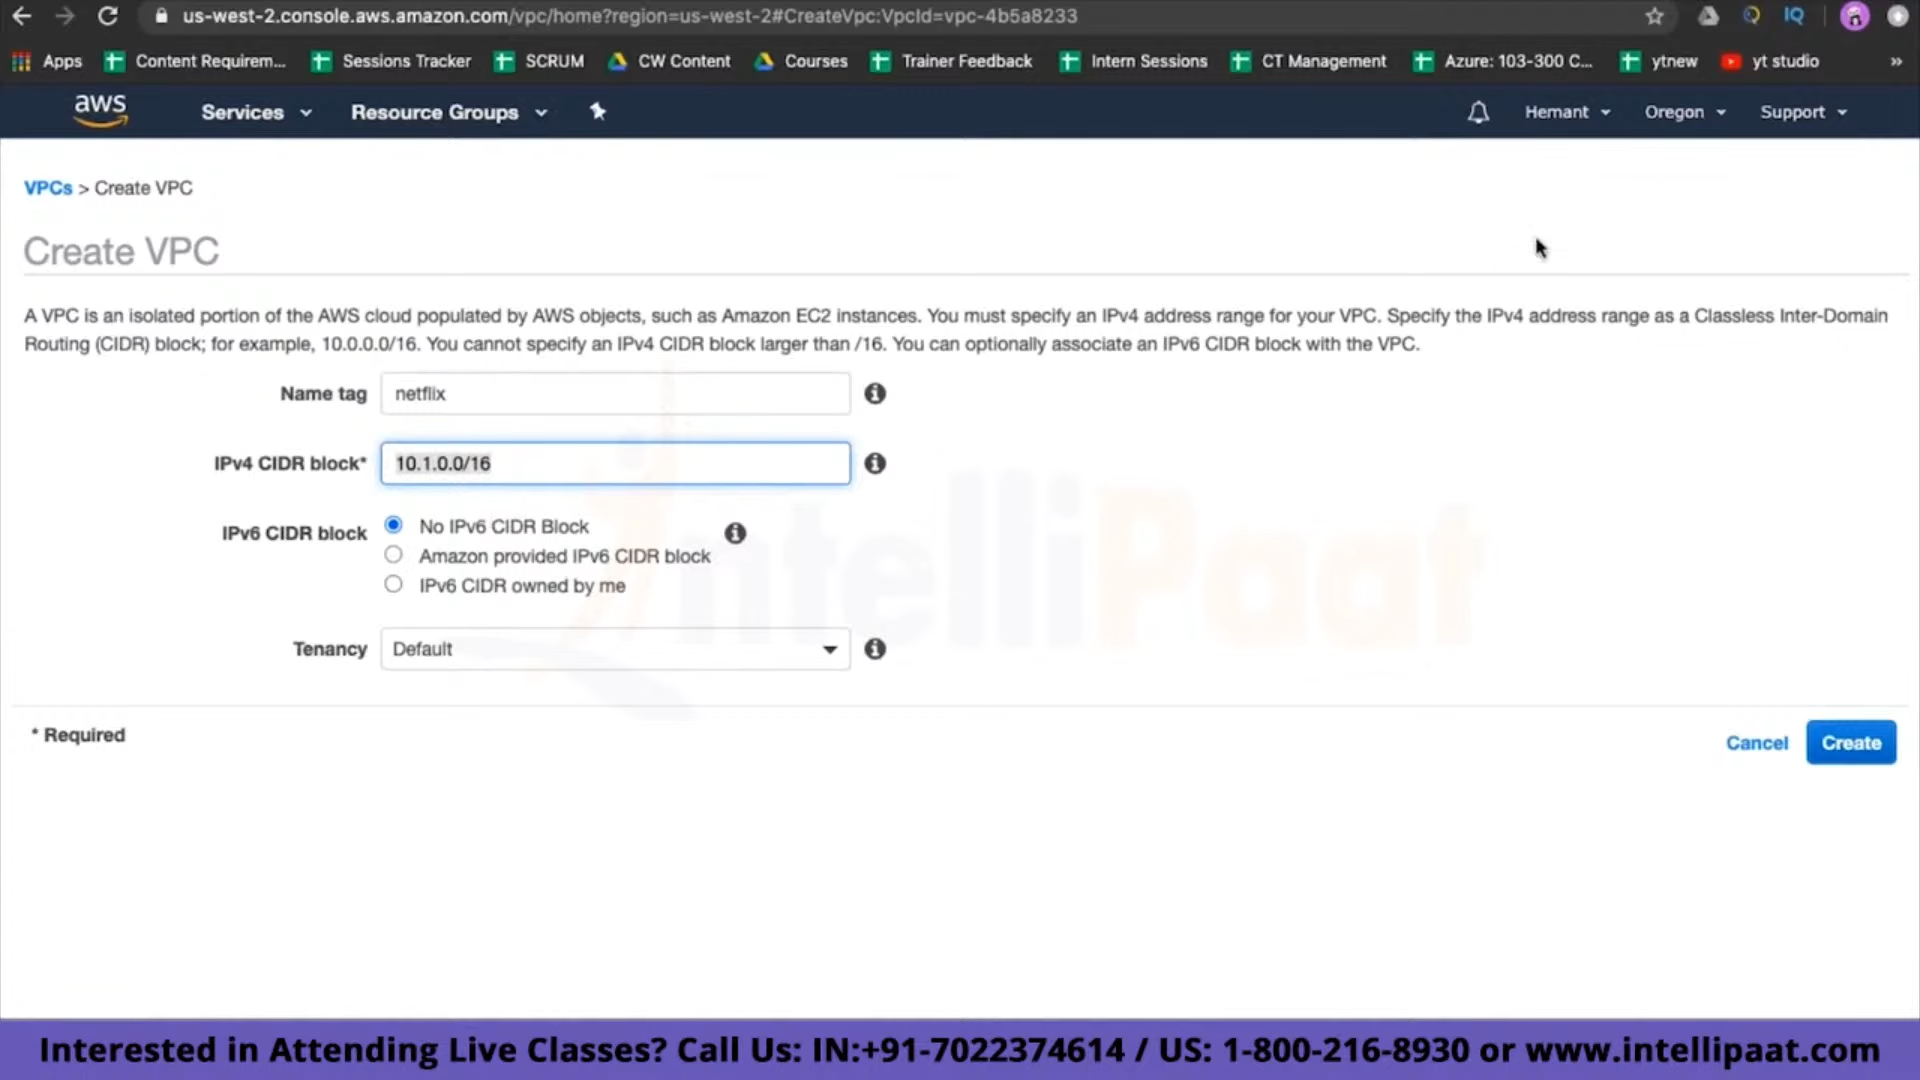 us-west-2.console.aws.amazon.com/vpc/home?region=us-west-2#CreateVpc:VpcId=vpc-4b5a8233
IQ
Apps
Content Requirem...
Sessions Tracker
SCRUM
CW Content
Courses
Trainer Feedback
Intern Sessions
CT Management
Azure: 103-300 C...
ytnew
yt studio
»
aws
Services
Resource Groups
Hemant
Oregon
Support
VPCs > Create VPC
Create VPC
A VPC is an isolated portion of the AWS cloud populated by AWS objects, such as Amazon EC2 instances. You must specify an IPv4 address range for your VPC. Specify the IPv4 address range as a Classless Inter-Domain
Routing (CIDR) block; for example, 10.0.0.0/16. You cannot specify an IPv4 CIDR block larger than /16. You can optionally associate an IPv6 CIDR block with the VPC.
Name tag
netflix
IPv4 CIDR block*
10.1.0.0/16
IPv6 CIDR block
No IPv6 CIDR Block
Amazon provided IPv6 CIDR block
IPv6 CIDR owned by me
intelliPaat
Tenancy
Default
* Required
Cancel
Create
Interested in Attending Live Classes? Call Us: IN:+91-7022374614 / US: 1-800-216-8930 or www.intellipaat.com